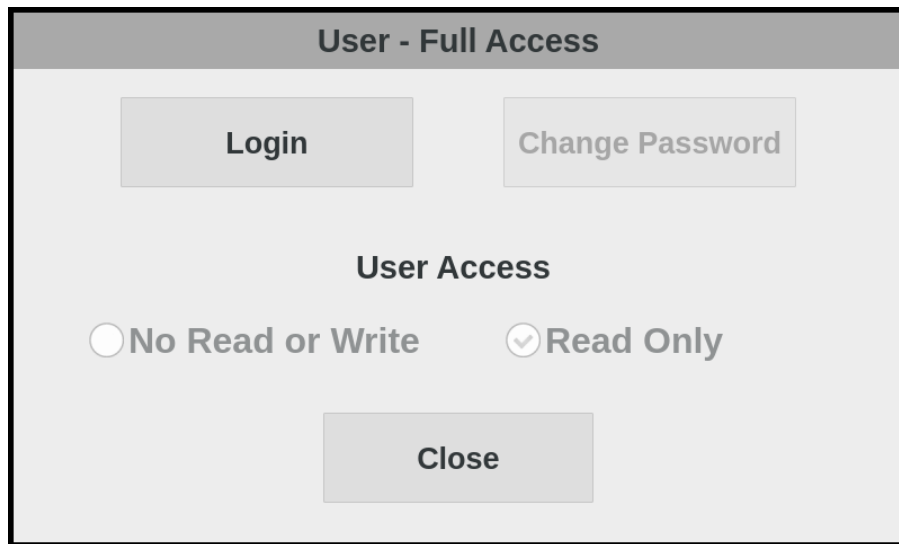 User - Full Access
Login Change Password
User Access
No Read or Write Read Only
Close